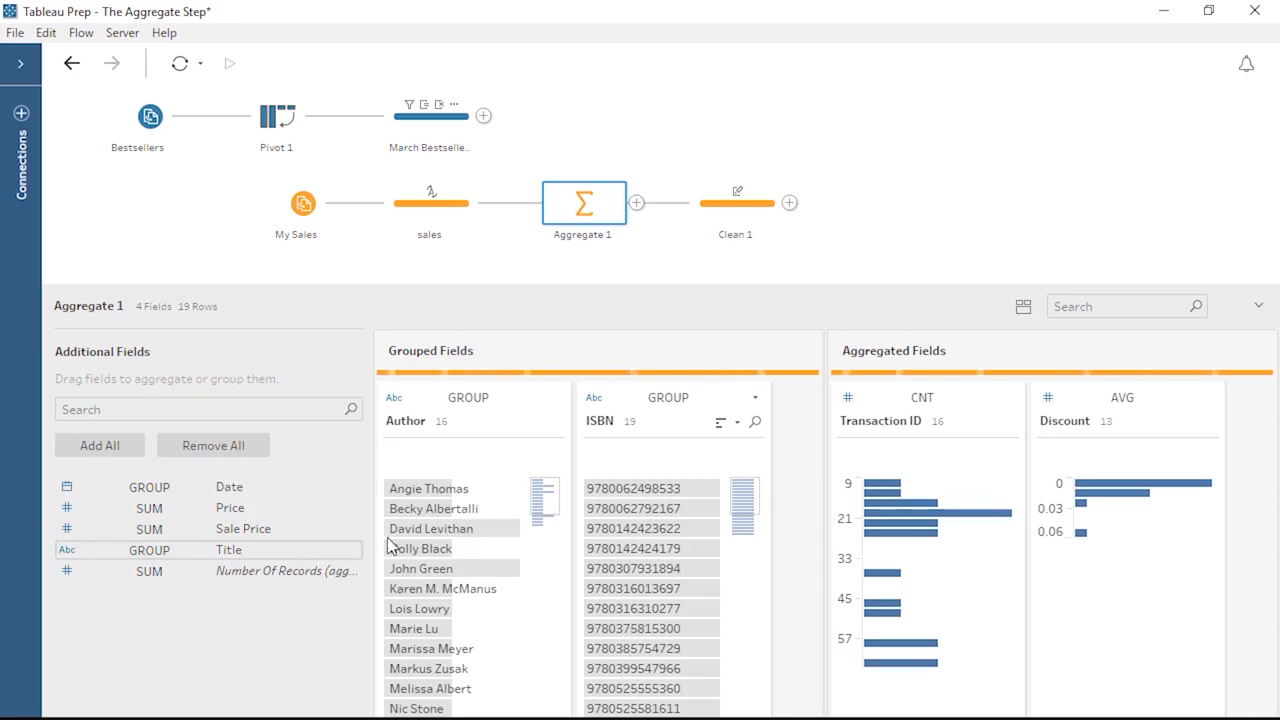 Tableau Prep - The Aggregate Step*
File Edit Flow Server Help
Connections
Bestsellers
Pivot 1
March Bestselle..
My Sales
sales
Σ
Aggregate 1
Clean 1
Aggregate 1 4 Fields 19 Rows
Search
Additional Fields
Drag fields to aggregate or group them.
Search
Add All
Remove All
GROUP Date
SUM Price
SUM Sale Price
Abc GROUP Title
SUM Number Of Records (agg...
Grouped Fields
Abc GROUP
Author 16
Angie Thomas
Becky Albertalli
David Levithan
Holly Black
John Green
Karen M. McManus
Lois Lowry
Marie Lu
Marissa Meyer
Markus Zusak
Melissa Albert
Nic Stone
Abc GROUP
ISBN 19
9780062498533
9780062792167
9780142423622
9780142424179
9780307931894
9780316013697
9780316310277
9780375815300
9780385754729
9780399547966
9780525555360
9780525581611
Aggregated Fields
# CNT
Transaction ID 16
9
21
33
45
57
# AVG
Discount 13
0
0.03
0.06